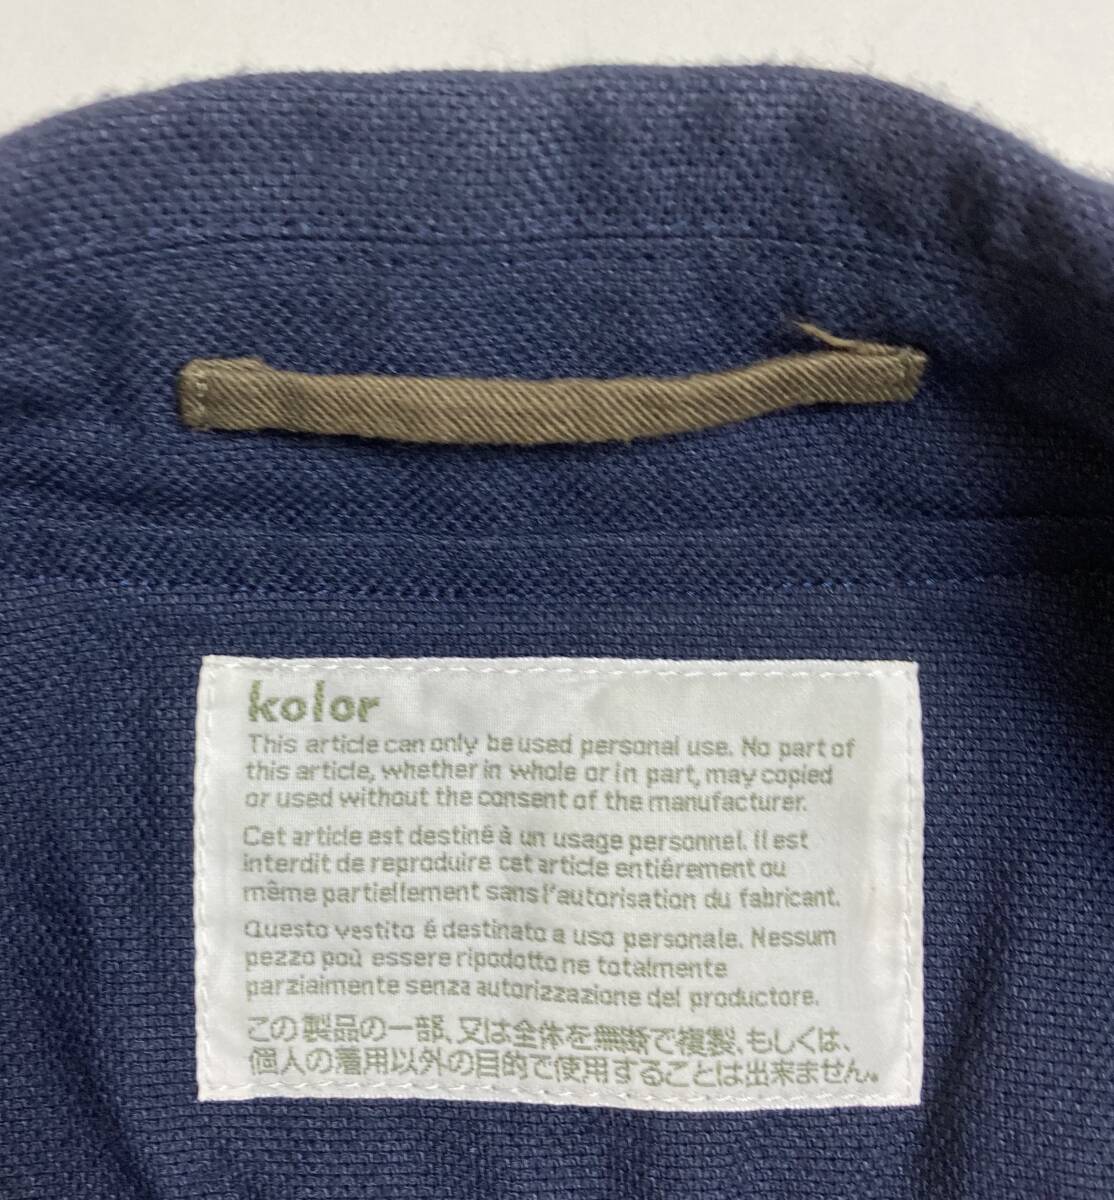 kolor
This article can only be used personal use. No part of
this article, whether in whole or in part, may copied
or used without the consent of the manufacturer.
Cet article est destinê à un usage personnel. Il est
interdit de reproduire cet article entiérement ou
même partiellement sans l'autorisation du fabricant.
Questo vestito é destinato a uso personale. Nessum
pezzo poù essere ripodotto ne totalmente
parziaimente senza autorizzazione del productore.
この製品の一部、又は全体を無断で複製、もしくは、
個人の着用以外の目的で使用することは出来ません。